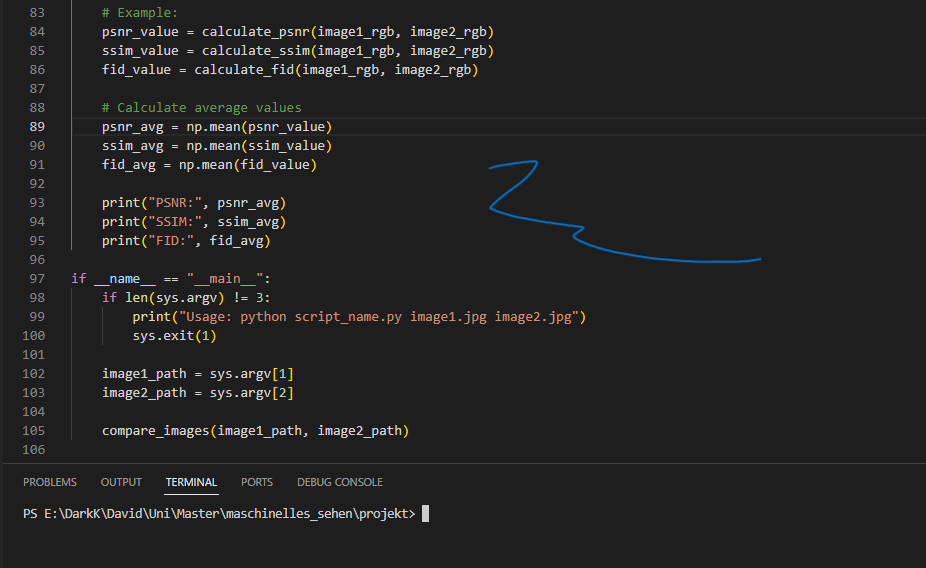 83 # Example:
84 psnr_value = calculate_psnr(image1_rgb, image2_rgb)
85 ssim_value = calculate_ssim(image1_rgb, image2_rgb)
86 fid_value = calculate_fid(image1_rgb, image2_rgb)
87
88 # Calculate average values
89 psnr_avg = np.mean(psnr_value)
90 ssim_avg = np.mean(ssim_value)
91 fid_avg = np.mean(fid_value)
92
93 print("PSNR:", psnr_avg)
94 print("SSIM:", ssim_avg)
95 print("FID:", fid_avg)
96
97 if __name__ == "__main__":
98 if len(sys.argv) != 3:
99 print("Usage: python script_name.py image1.jpg image2.jpg")
100 sys.exit(1)
101
102 image1_path = sys.argv[1]
103 image2_path = sys.argv[2]
104
105 compare_images(image1_path, image2_path)
106
PROBLEMS OUTPUT TERMINAL PORTS DEBUG CONSOLE
PS E:\DarkK\David\Uni\Master\maschinelles_sehen\projekt>